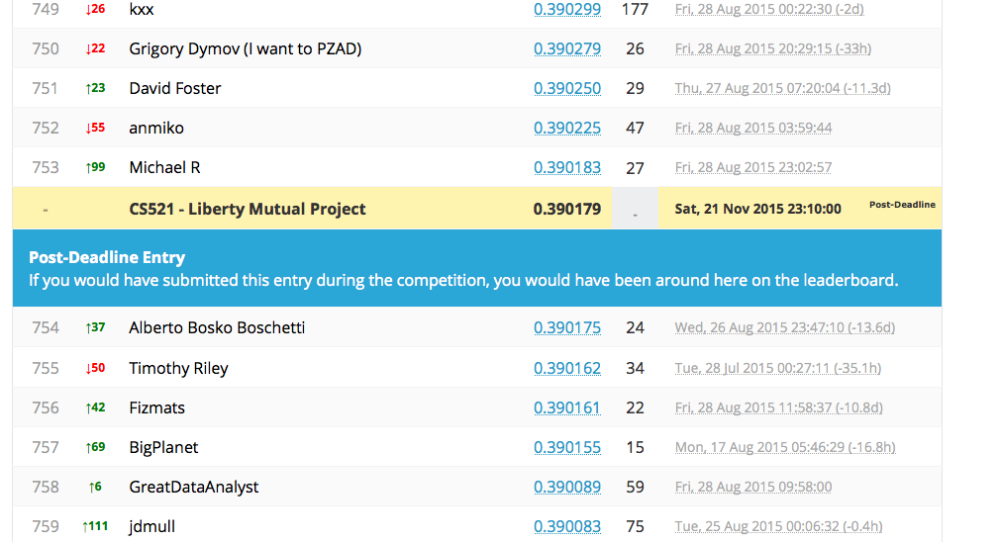 749 ↓26 kxx 0.390299 177 Fri, 28 Aug 2015 00:22:30 (-2d)
750 ↓22 Grigory Dymov (I want to PZAD) 0.390279 26 Fri, 28 Aug 2015 20:29:15 (-33h)
751 ↑23 David Foster 0.390250 29 Thu, 27 Aug 2015 07:20:04 (-11.3d)
752 ↓55 anmiko 0.390225 47 Fri, 28 Aug 2015 03:59:44
753 ↑99 Michael R 0.390183 27 Fri, 28 Aug 2015 23:02:57
- CS521 - Liberty Mutual Project 0.390179 - Sat, 21 Nov 2015 23:10:00 Post-Deadline
Post-Deadline Entry
If you would have submitted this entry during the competition, you would have been around here on the leaderboard.
754 ↑37 Alberto Bosko Boschetti 0.390175 24 Wed, 26 Aug 2015 23:47:10 (-13.6d)
755 ↓50 Timothy Riley 0.390162 34 Tue, 28 Jul 2015 00:27:11 (-35.1h)
756 ↑42 Fizmats 0.390161 22 Fri, 28 Aug 2015 11:58:37 (-10.8d)
757 ↑69 BigPlanet 0.390155 15 Mon, 17 Aug 2015 05:46:29 (-16.8h)
758 ↑6 GreatDataAnalyst 0.390089 59 Fri, 28 Aug 2015 09:58:00
759 ↑111 jdmull 0.390083 75 Tue, 25 Aug 2015 00:06:32 (-0.4h)